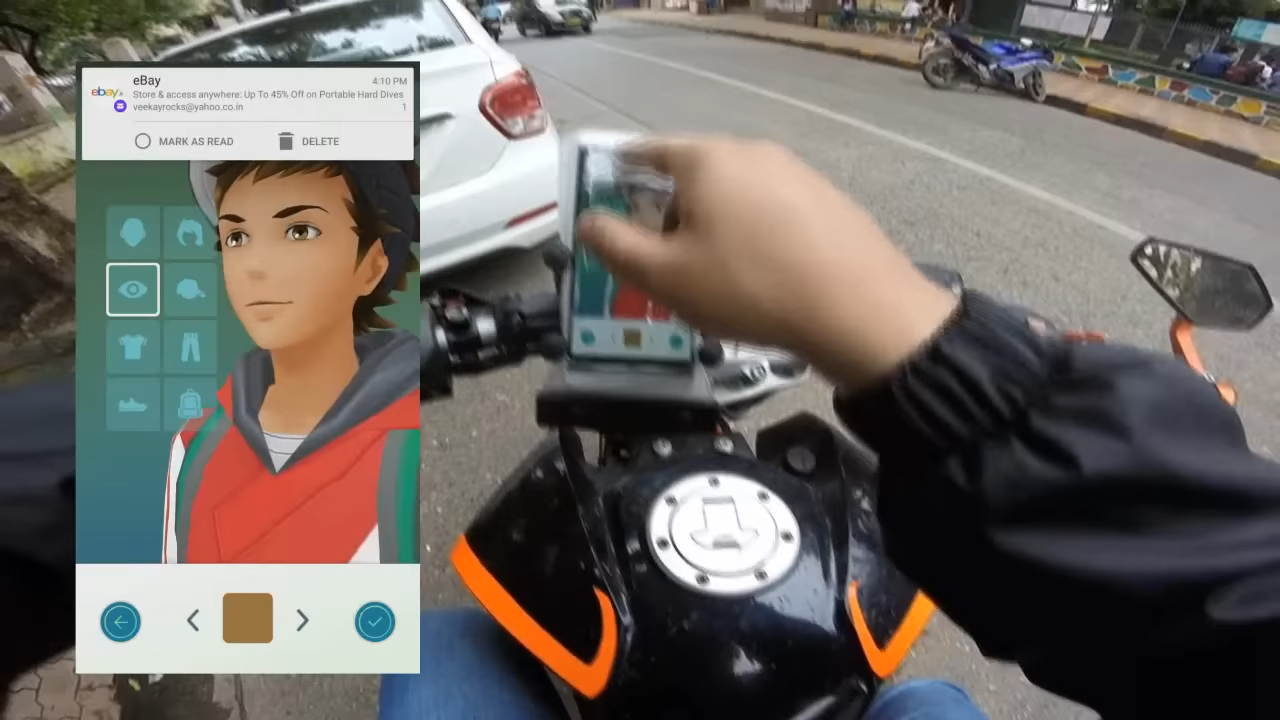 eBay
4:10 PM
ebay.in
Store & access anywhere: Up To 45% Off on Portable Hard Dives
veekayrocks@yahoo.co.in
1
MARK AS READ
DELETE